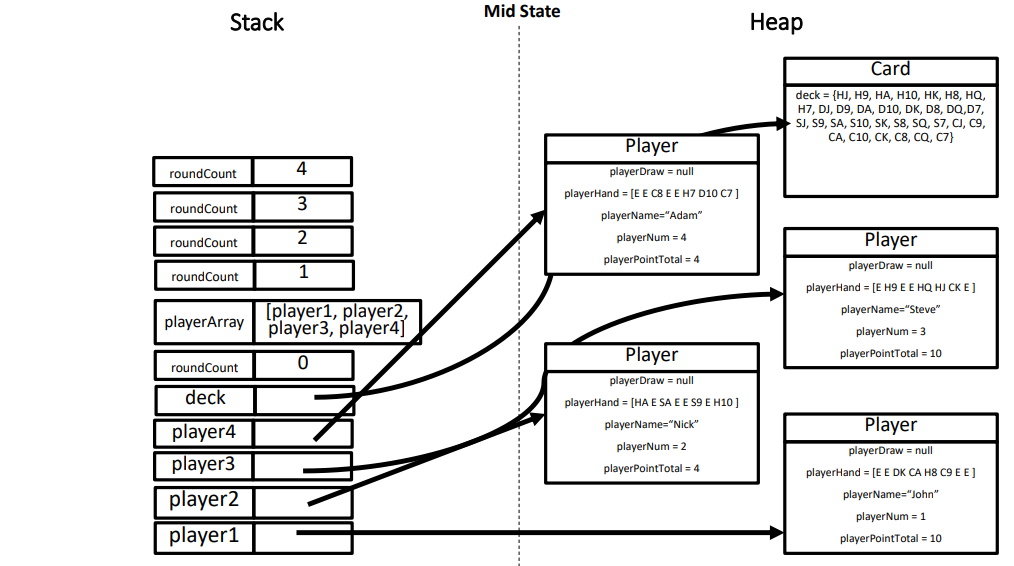 Mid State
Stack
Heap
roundCount 4
roundCount 3
roundCount 2
roundCount 1
playerArray [player1, player2,
player3, player4]
roundCount 0
deck
player4
player3
player2
player1
Card
deck = {HJ, H9, HA, H10, HK, H8, HQ,
H7, DJ, D9, DA, D10, DK, D8, DQ,D7,
SJ, S9, SA, S10, SK, S8, SQ, S7, CJ, C9,
CA, C10, CK, C8, CQ, C7}
Player
playerDraw = null
playerHand = [E E C8 E E H7 D10 C7 ]
playerName=“Adam”
playerNum = 4
playerPointTotal = 4
Player
playerDraw = null
playerHand = [E H9 E E HQ HJ CK E ]
playerName=“Steve”
playerNum = 3
playerPointTotal = 10
Player
playerDraw = null
playerHand = [HA E SA E E S9 E H10 ]
playerName=“Nick”
playerNum = 2
playerPointTotal = 4
Player
playerDraw = null
playerHand = [E E DK CA H8 C9 E E ]
playerName=“John”
playerNum = 1
playerPointTotal = 10